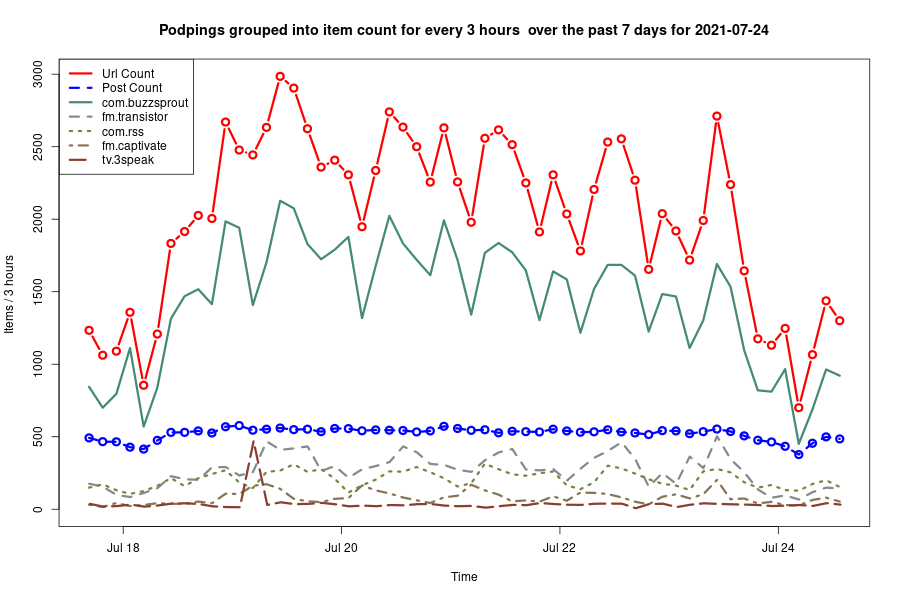 Podpings grouped into item count for every 3 hours  over the past 7 days for 2021-07-24
Url Count
Post Count
com.buzzsprout
fm.transistor
com.rss
fm.captivate
tv.3speak
Items / 3 hours
3000
2500
2000
1500
1000
500
0
Jul 18
Jul 20
Jul 22
Jul 24
Time